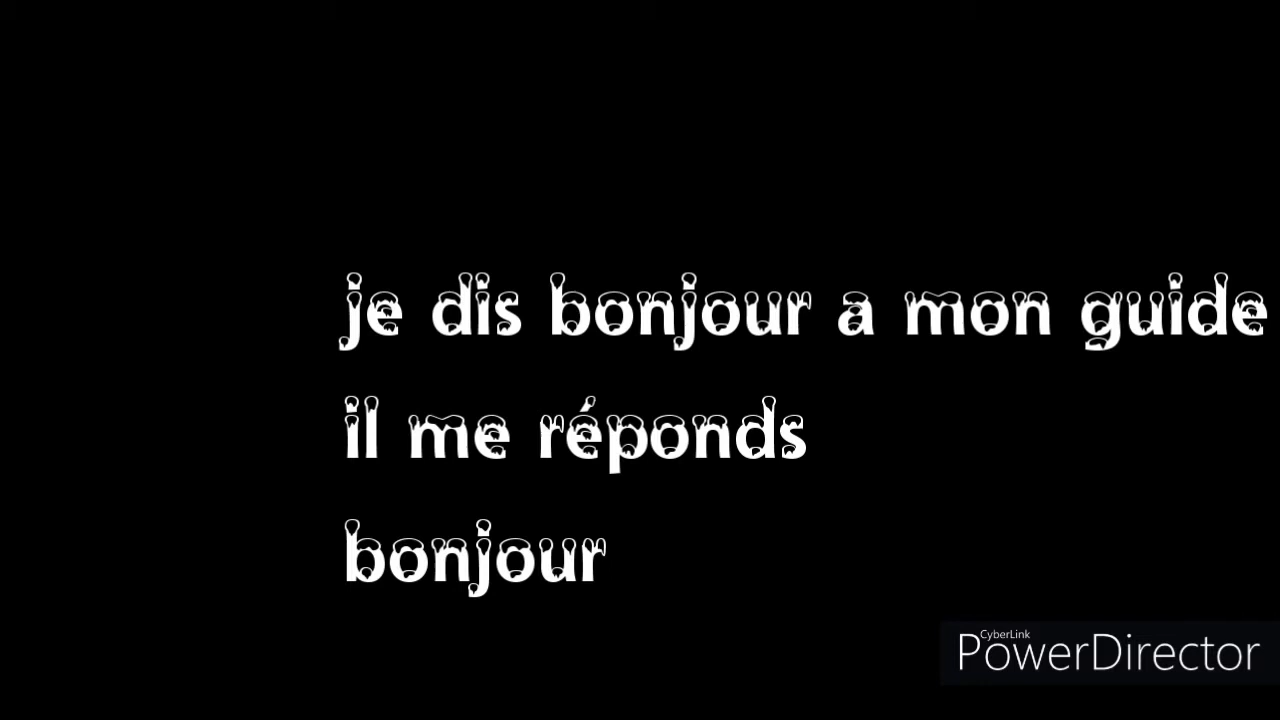 je dis bonjour a mon guide
il me réponds
bonjour
CyberLink
PowerDirector